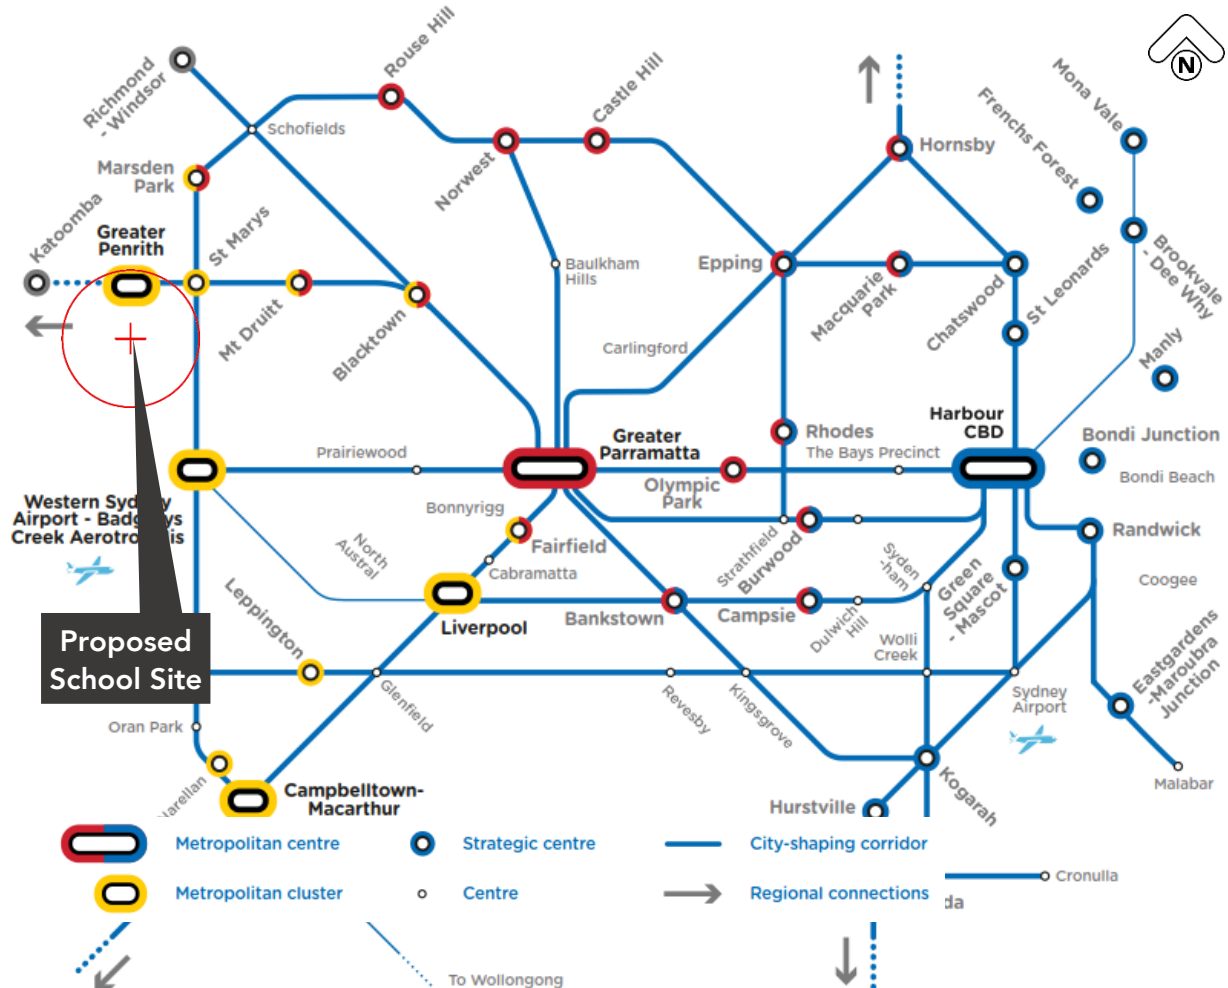 N
Rouse Hill
Castle Hill
Mona Vale
Richmond
- Windsor
Schofields
Frenchs Forest
Hornsby
Marsden
Park
Norwest
Katoomba
Greater
Penrith
St Marys
Baulkham
Hills
Epping
Macquarie
Park
Chatswood
St Leonards
Brookvale
- Dee Why
Mt Druitt
Blacktown
Carlingford
Manly
Harbour
CBD
Greater
Parramatta
Rhodes
The Bays Precinct
Bondi Junction
Bondi Beach
Prairiewood
Olympic
Park
Western Sydney
Airport - Badgerys
Creek Aerotropolis
Bonnyrigg
Fairfield
Cabramatta
North
Austral
Strathfield
Burwood
Syden
-ham
Green
Square
- Mascot
Randwick
Coogee
Leppington
Liverpool
Bankstown
Campsie
Dulwich
Hill
Wolli
Creek
Eastgardens
-Maroubra
Junction
Proposed
School Site
Glenfield
Revesby
Kingsgrove
Sydney
Airport
Oran Park
Malabar
Campbelltown-
Macarthur
Hurstville
Kogarah
Metropolitan centre
Strategic centre
City-shaping corridor
Metropolitan cluster
Centre
Regional connections
Cronulla
da
To Wollongong